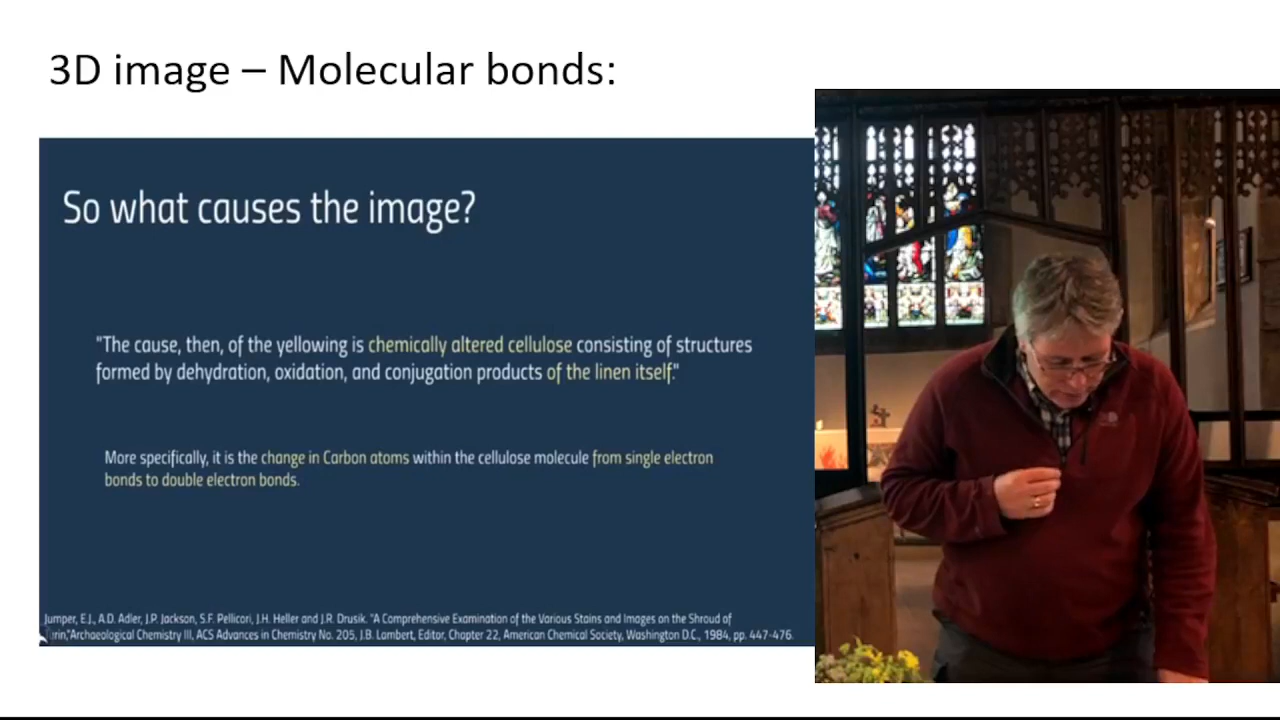 3D image – Molecular bonds:
So what causes the image?
"The cause, then, of the yellowing is chemically altered cellulose consisting of structures
formed by dehydration, oxidation, and conjugation products of the linen itself."
More specifically, it is the change in Carbon atoms within the cellulose molecule from single electron
bonds to double electron bonds.
Jumper, E.J., A.D. Adler, J.P. Jackson, S.F. Pellicori, J.H. Heller and J.R. Drusik. "A Comprehensive Examination of the Various Stains and Images on the Shroud of
rin,"Archaeological Chemistry III, ACS Advances in Chemistry No. 205, J.B. Lambert, Editor, Chapter 22, American Chemical Society, Washington D.C., 1984, pp. 447-476.